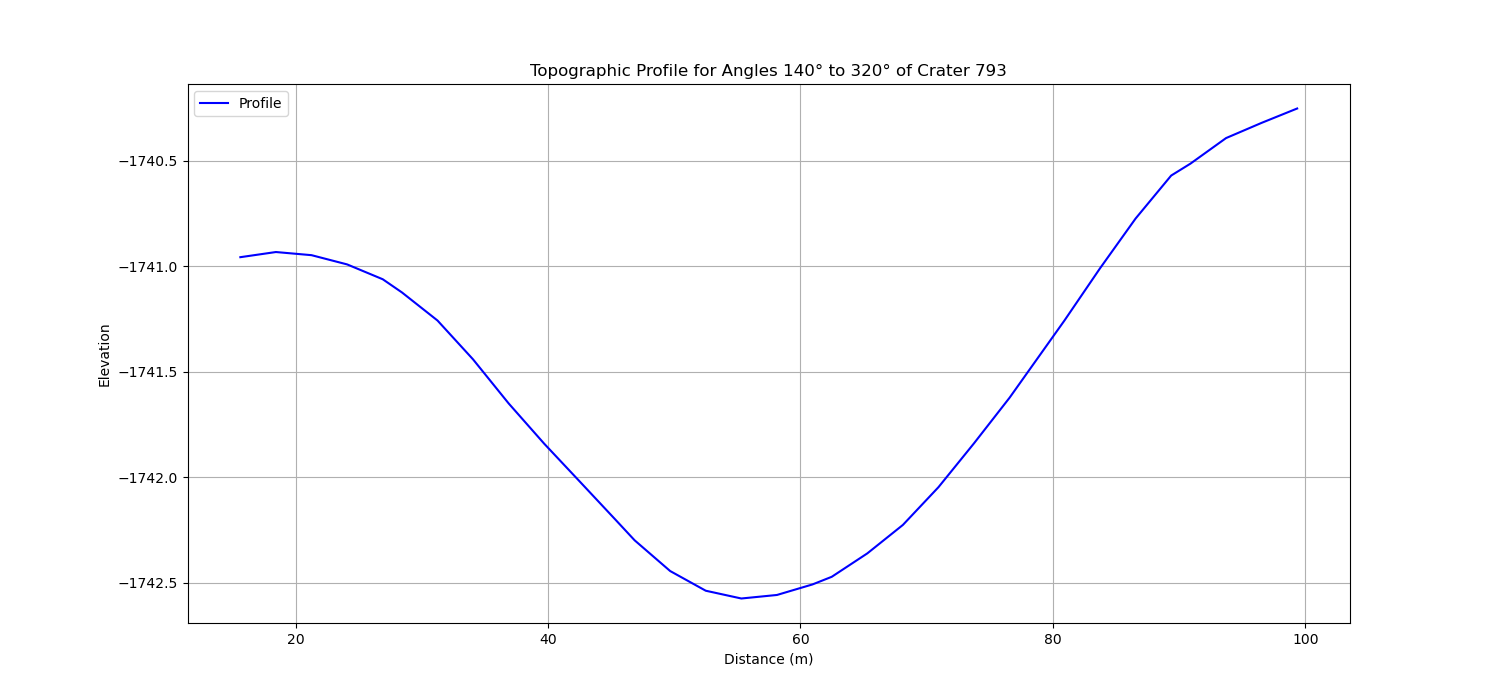 Topographic Profile for Angles 140° to 320° of Crater 793
Profile
−1740.5
−1741.0
−1741.5
−1742.0
−1742.5
Elevation
20
40
60
80
100
Distance (m)